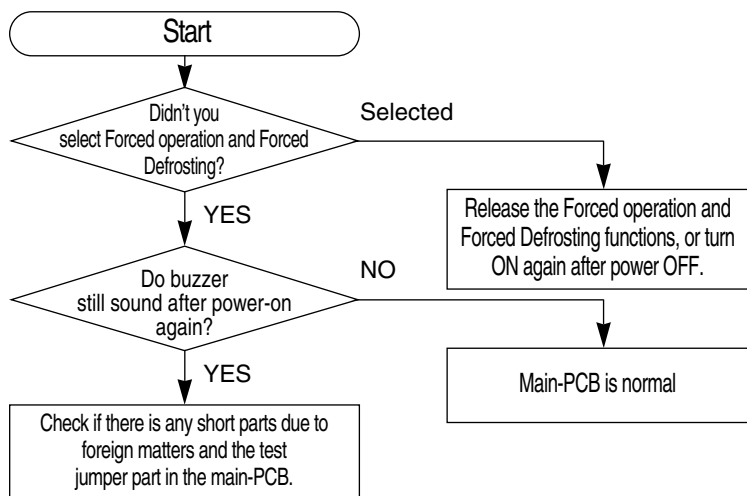 Start
Didn't you
select Forced operation and Forced
Defrosting?
Selected
YES
Release the Forced operation and
Forced Defrosting functions, or turn
ON again after power OFF.
Do buzzer
still sound after power-on
again?
NO
YES
Main-PCB is normal
Check if there is any short parts due to
foreign matters and the test
jumper part in the main-PCB.